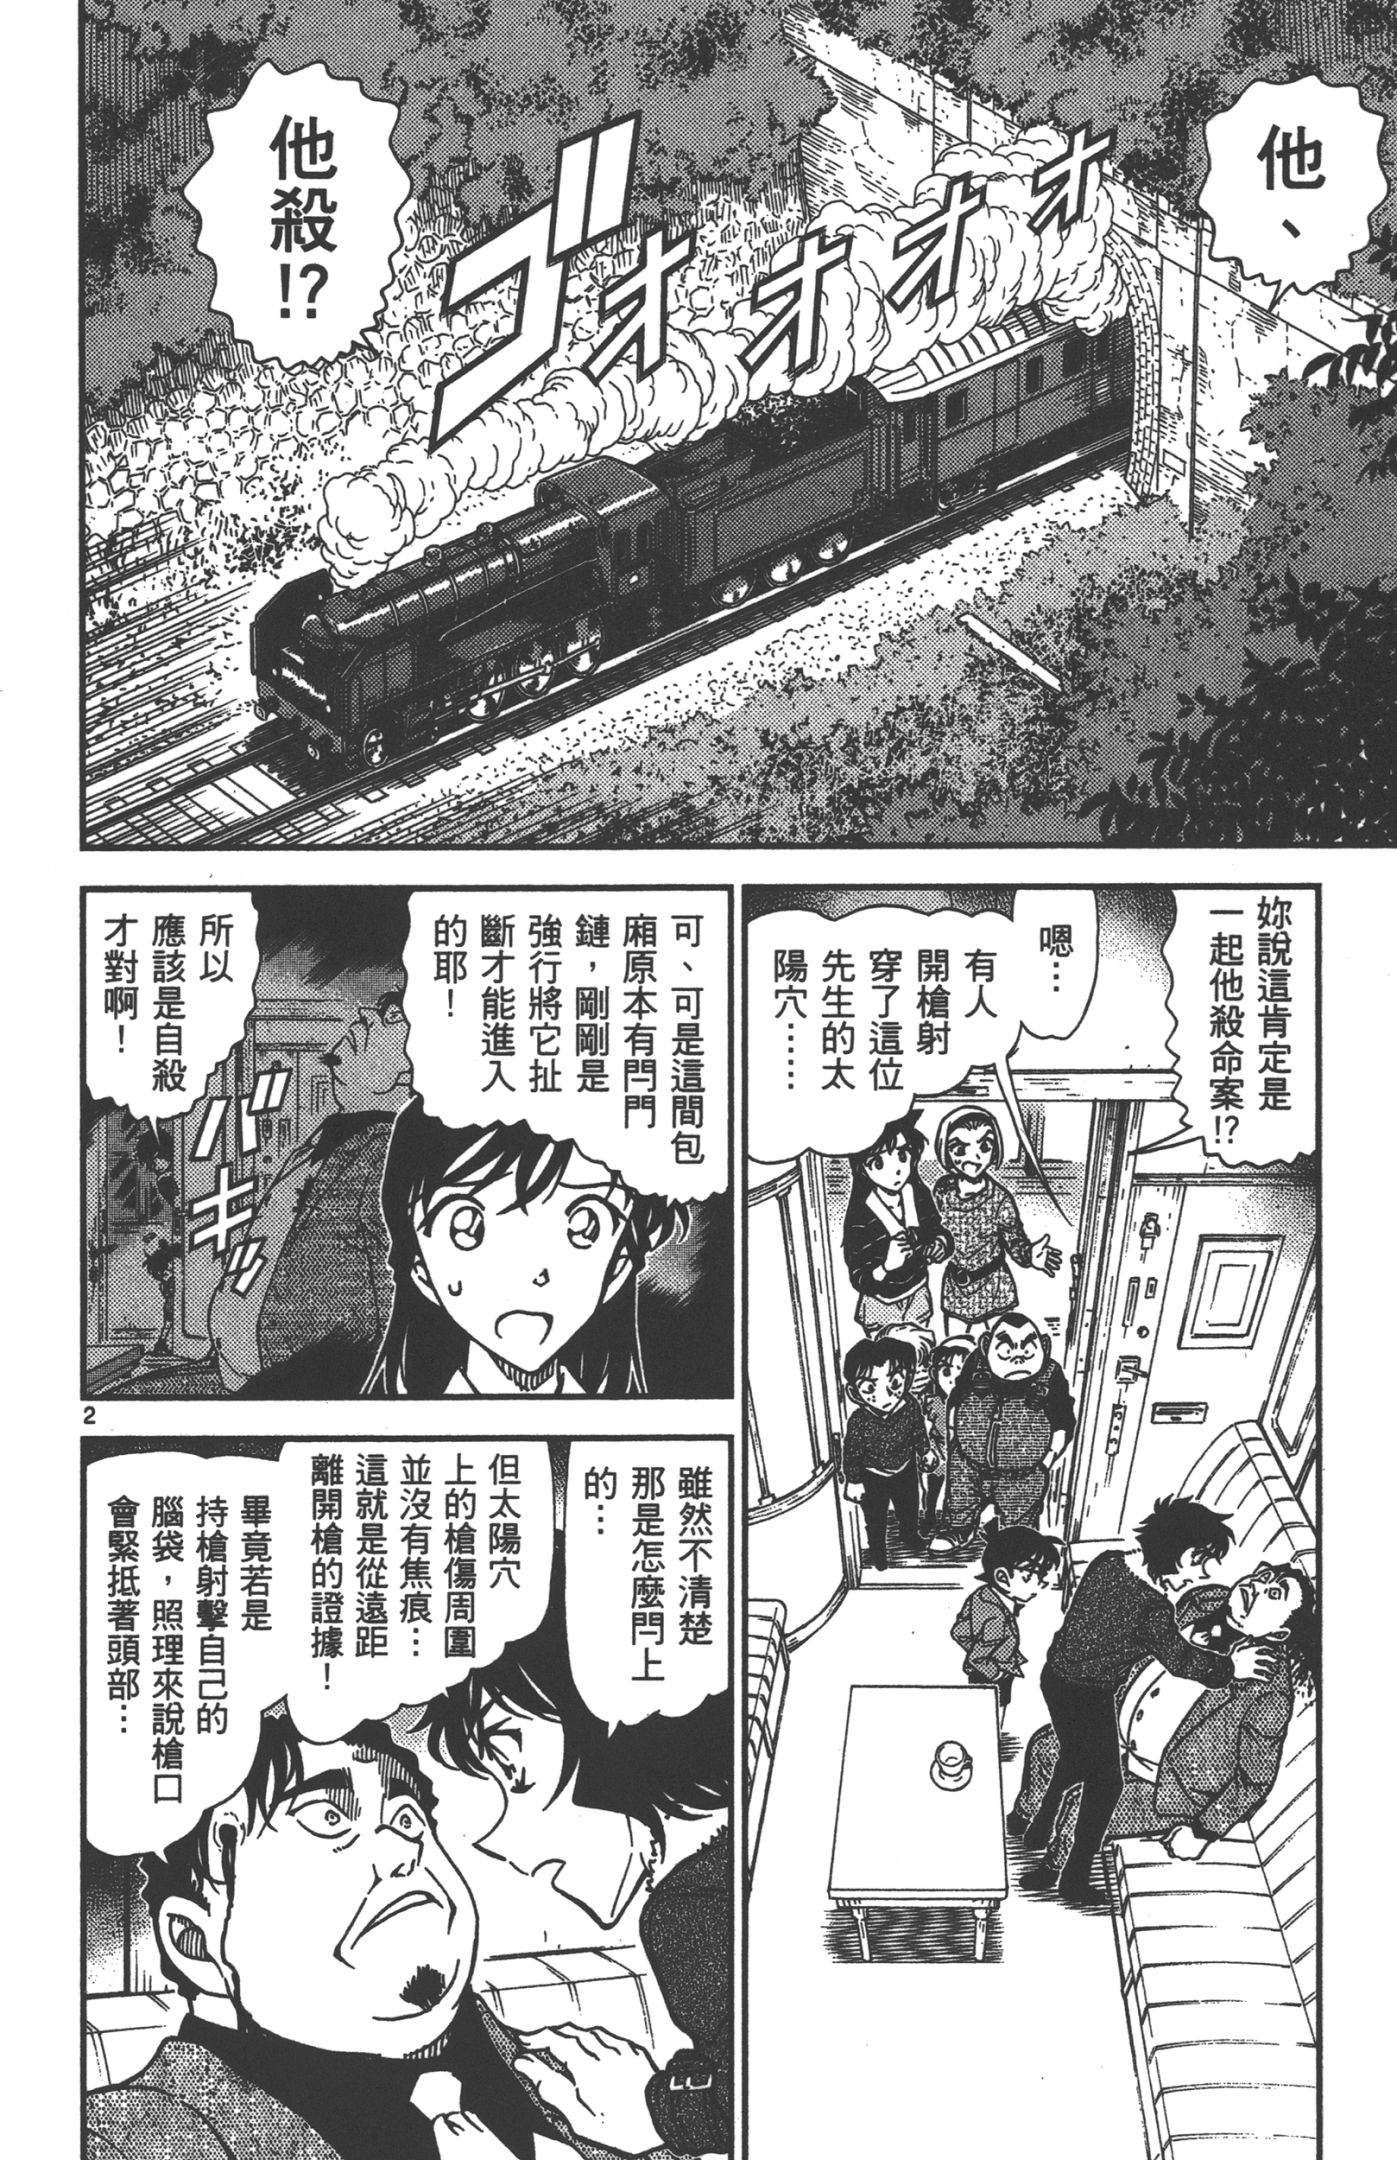 他、
ゴォォォォ
他
殺!?
妳說這肯定是
一起他殺命案!?
嗯…
有人
開槍射
穿了這位
先生的太
陽穴……
可、可是這間包
廂原本有閂門
鏈，剛剛是
強行將它扯
斷才能進入
的耶！
所以
應該是自殺
才對啊！
バキッ
2
雖然不清楚
那是怎麼閂上
的…
但太陽穴
上的槍傷周圍
並沒有焦痕…
這就是從遠距
離開槍的證據！
畢竟若是
持槍射擊自己的
腦袋，照理來說槍口
會緊抵著頭部…